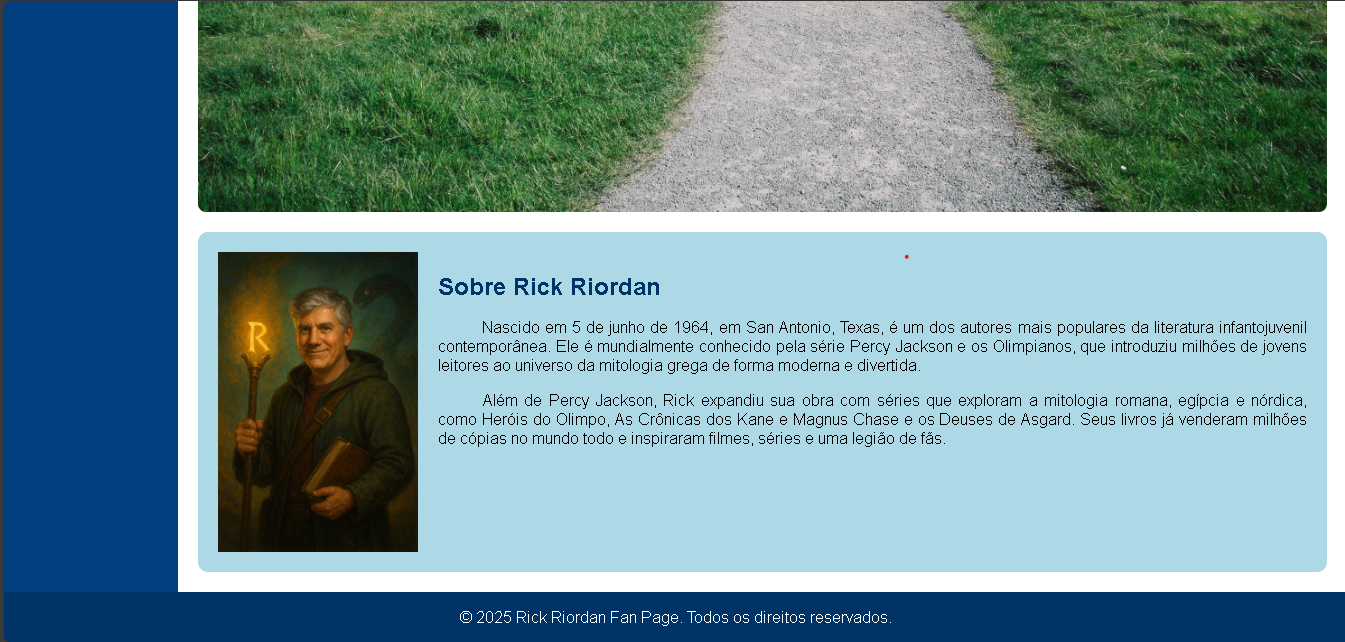 R
Sobre Rick Riordan
Nascido em 5 de junho de 1964, em San Antonio, Texas, é um dos autores mais populares da literatura infantojuvenil
contemporânea. Ele é mundialmente conhecido pela série Percy Jackson e os Olimpianos, que introduziu milhões de jovens
leitores ao universo da mitologia grega de forma moderna e divertida.
Além de Percy Jackson, Rick expandiu sua obra com séries que exploram a mitologia romana, egípcia e nórdica,
como Heróis do Olimpo, As Crônicas dos Kane e Magnus Chase e os Deuses de Asgard. Seus livros já venderam milhões
de cópias no mundo todo e inspiraram filmes, séries e uma legião de fãs.
© 2025 Rick Riordan Fan Page. Todos os direitos reservados.